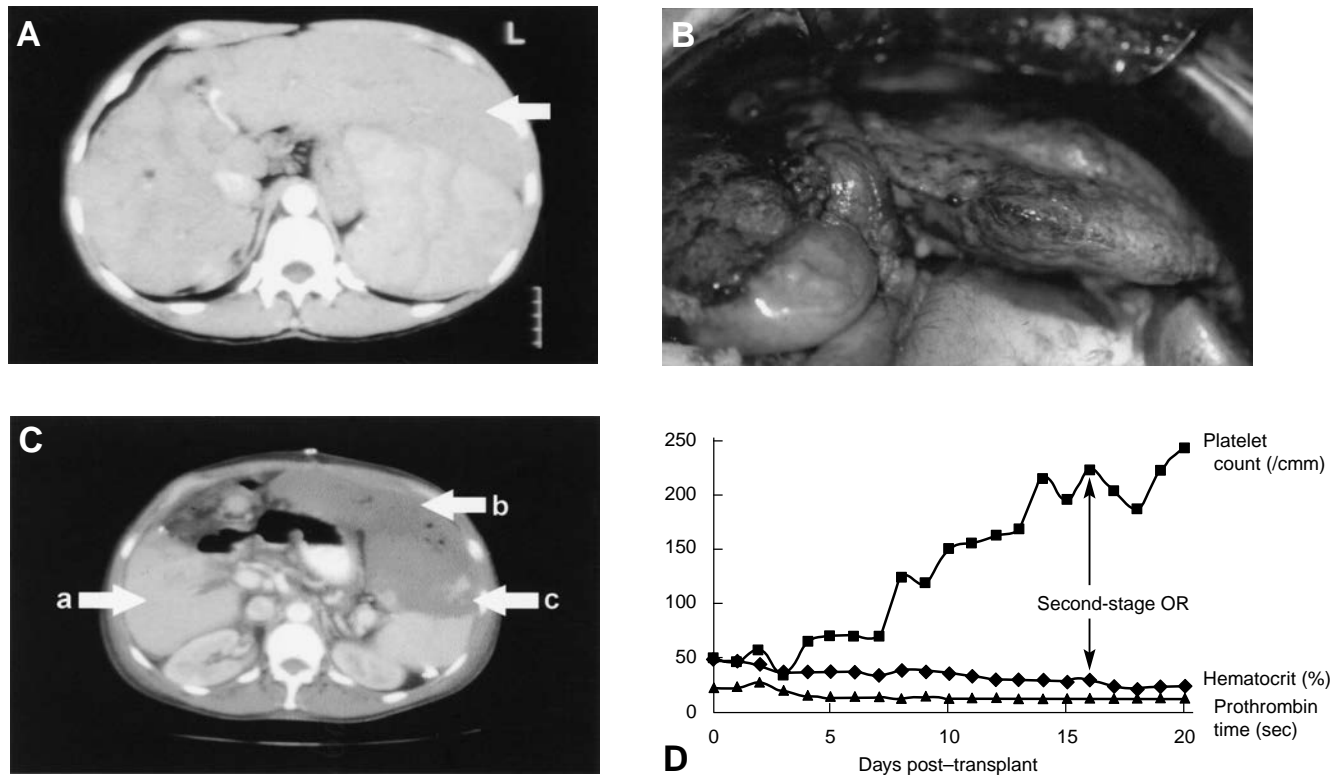 A
L
B
C
b
a
c
250
200
150
100
50
0
Platelet
count (/cmm)
Second-stage OR
Hematocrit (%)
Prothrombin
time (sec)
0
5
10
15
20
D
Days post–transplant